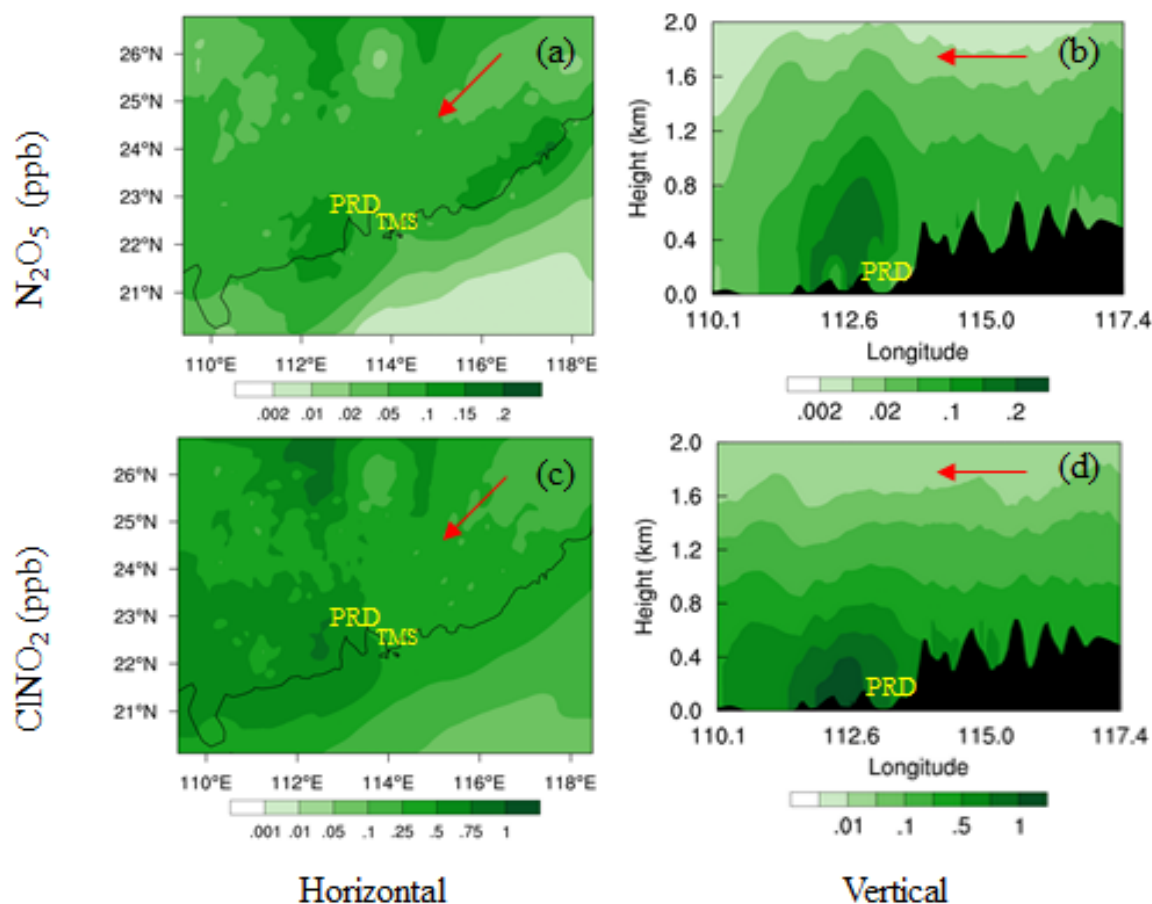 N₂O₅ (ppb)
26°N
25°N
24°N
23°N
22°N
21°N
(a)
PRD
TMS
110°E 112°E 114°E 116°E 118°E
.002 .01 .02 .05 .1 .15 .2
Height (km)
2.0
1.6
1.2
0.8
0.4
0.0
(b)
PRD
110.1 112.6 115.0 117.4
Longitude
.002 .02 .1 .2
ClNO₂ (ppb)
26°N
25°N
24°N
23°N
22°N
21°N
(c)
PRD
TMS
110°E 112°E 114°E 116°E 118°E
.001 .01 .05 .1 .25 .5 .75 1
Height (km)
2.0
1.6
1.2
0.8
0.4
0.0
(d)
PRD
110.1 112.6 115.0 117.4
Longitude
.01 .1 .5 1
Horizontal
Vertical